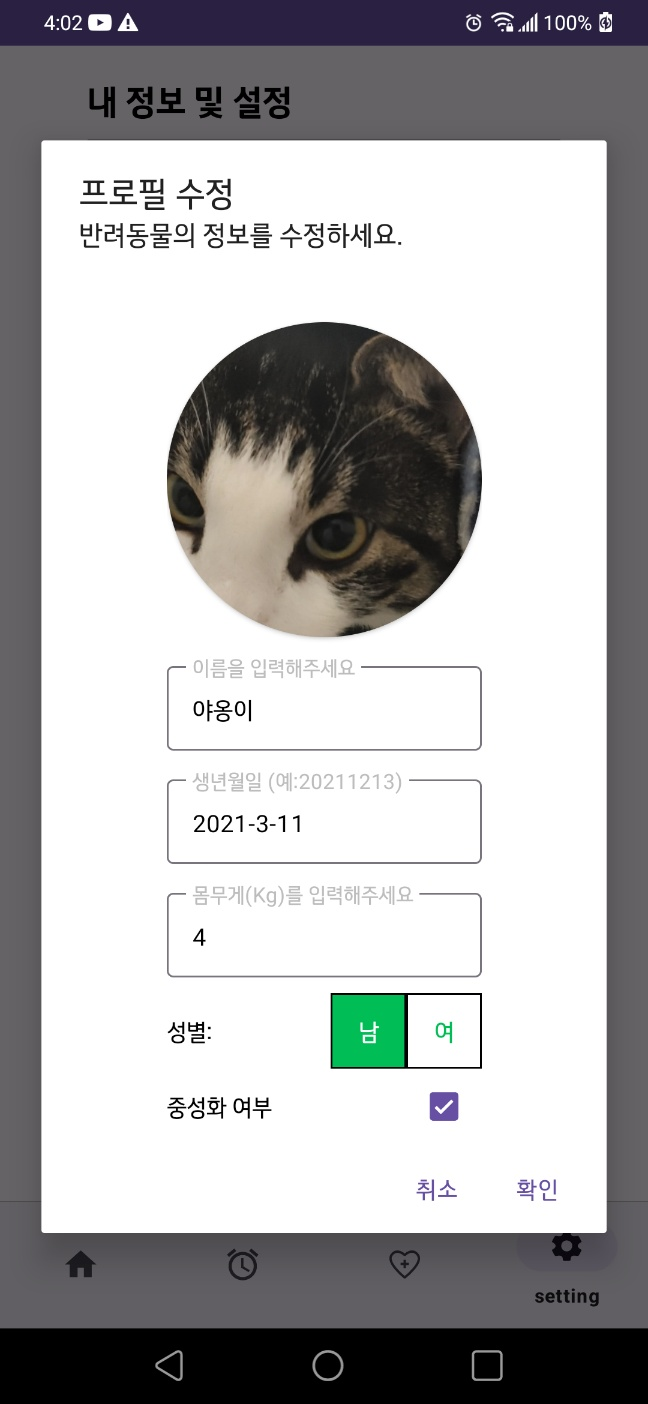 4:02 100%
내 정보 및 설정
프로필 수정
반려동물의 정보를 수정하세요.
이름을 입력해주세요
야옹이
생년월일 (예:20211213)
2021-3-11
몸무게(Kg)를 입력해주세요
4
성별: 남 여
중성화 여부
취소 확인
setting